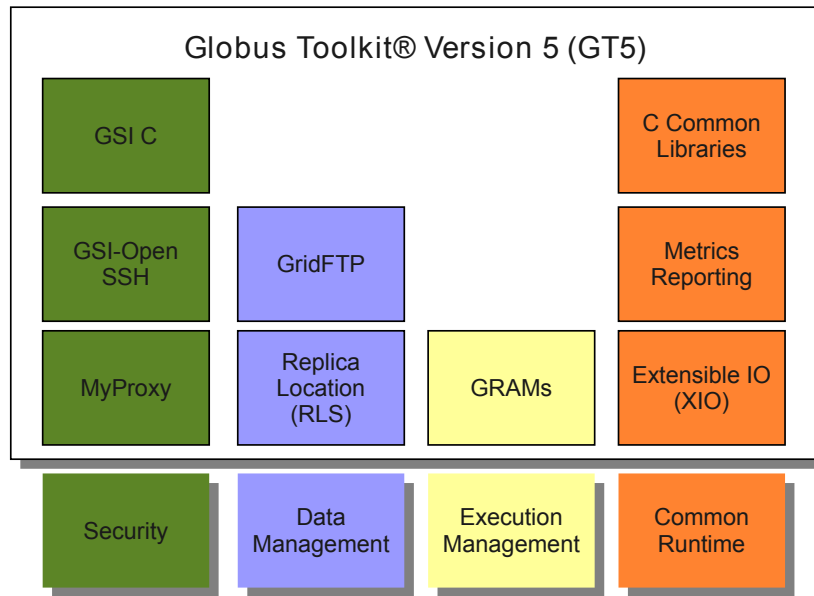 Globus Toolkit® Version 5 (GT5)
GSI C
C Common
Libraries
GSI-Open
SSH
GridFTP
Metrics
Reporting
MyProxy
Replica
Location
(RLS)
GRAMs
Extensible IO
(XIO)
Security
Data
Management
Execution
Management
Common
Runtime